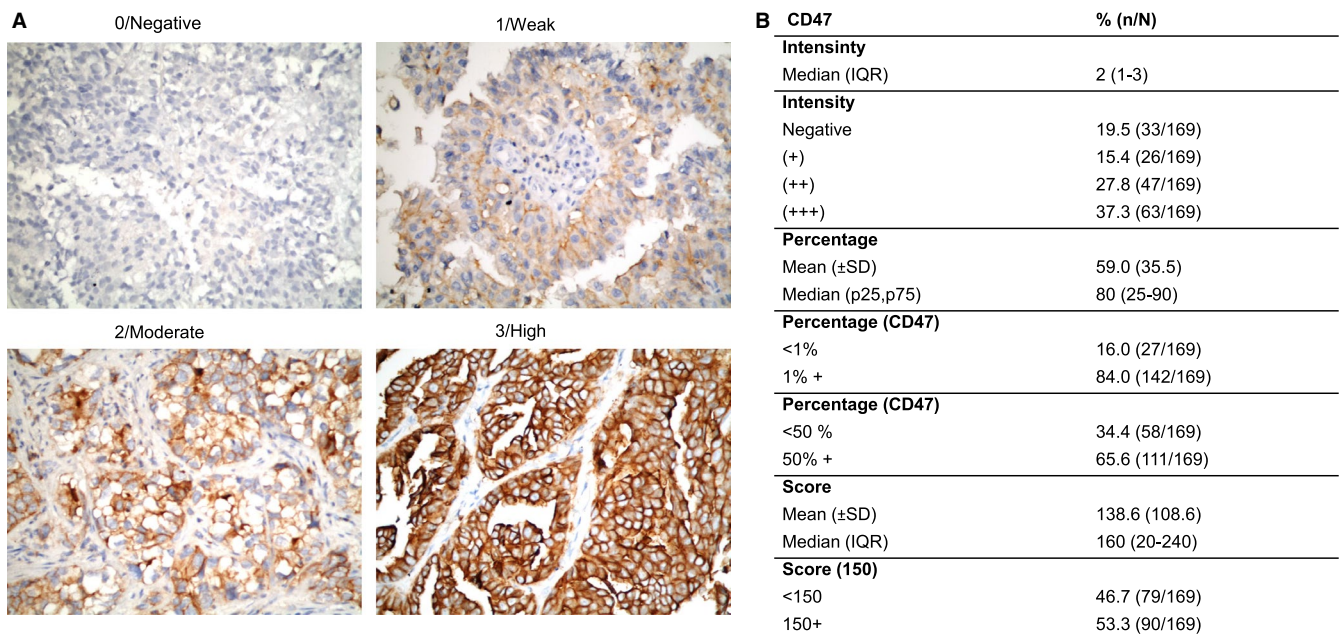 A
0/Negative
1/Weak
2/Moderate
3/High
B
CD47 % (n/N)
Intensinty
Median (IQR) 2 (1-3)
Intensity
Negative 19.5 (33/169)
(+) 15.4 (26/169)
(++) 27.8 (47/169)
(+++) 37.3 (63/169)
Percentage
Mean (±SD) 59.0 (35.5)
Median (p25,p75) 80 (25-90)
Percentage (CD47)
<1% 16.0 (27/169)
1% + 84.0 (142/169)
Percentage (CD47)
<50 % 34.4 (58/169)
50% + 65.6 (111/169)
Score
Mean (±SD) 138.6 (108.6)
Median (IQR) 160 (20-240)
Score (150)
<150 46.7 (79/169)
150+ 53.3 (90/169)